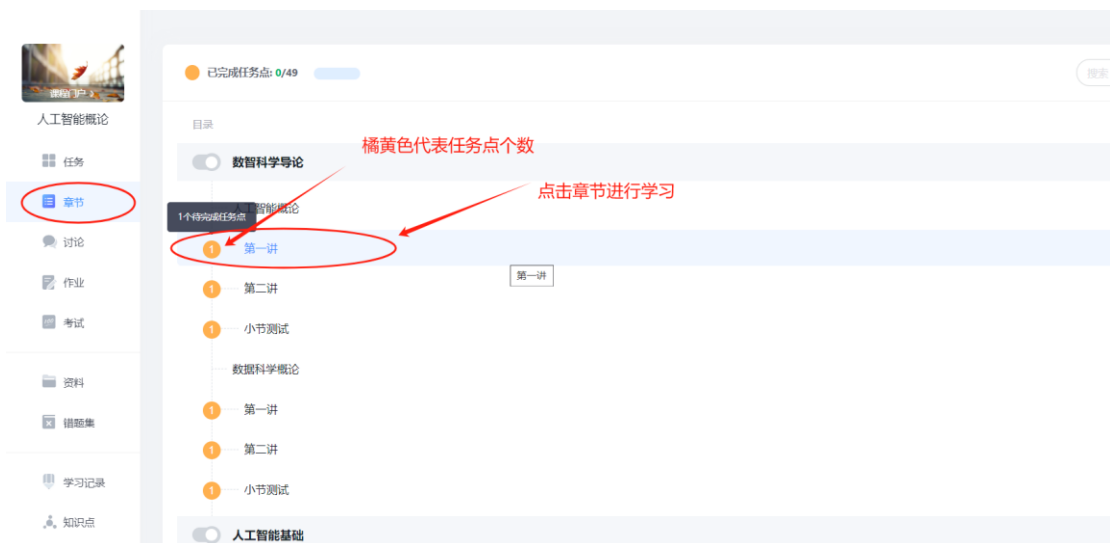 课程门户
人工智能概论
任务
章节
讨论
作业
考试
资料
错题集
学习记录
知识点
已完成任务点: 0/49
搜索
目录
橘黄色代表任务点个数
数智科学导论
点击章节进行学习
人工智能概论
1个待完成任务点
1 第一讲
第一讲
1 第二讲
1 小节测试
数据科学概论
1 第一讲
1 第二讲
1 小节测试
人工智能基础